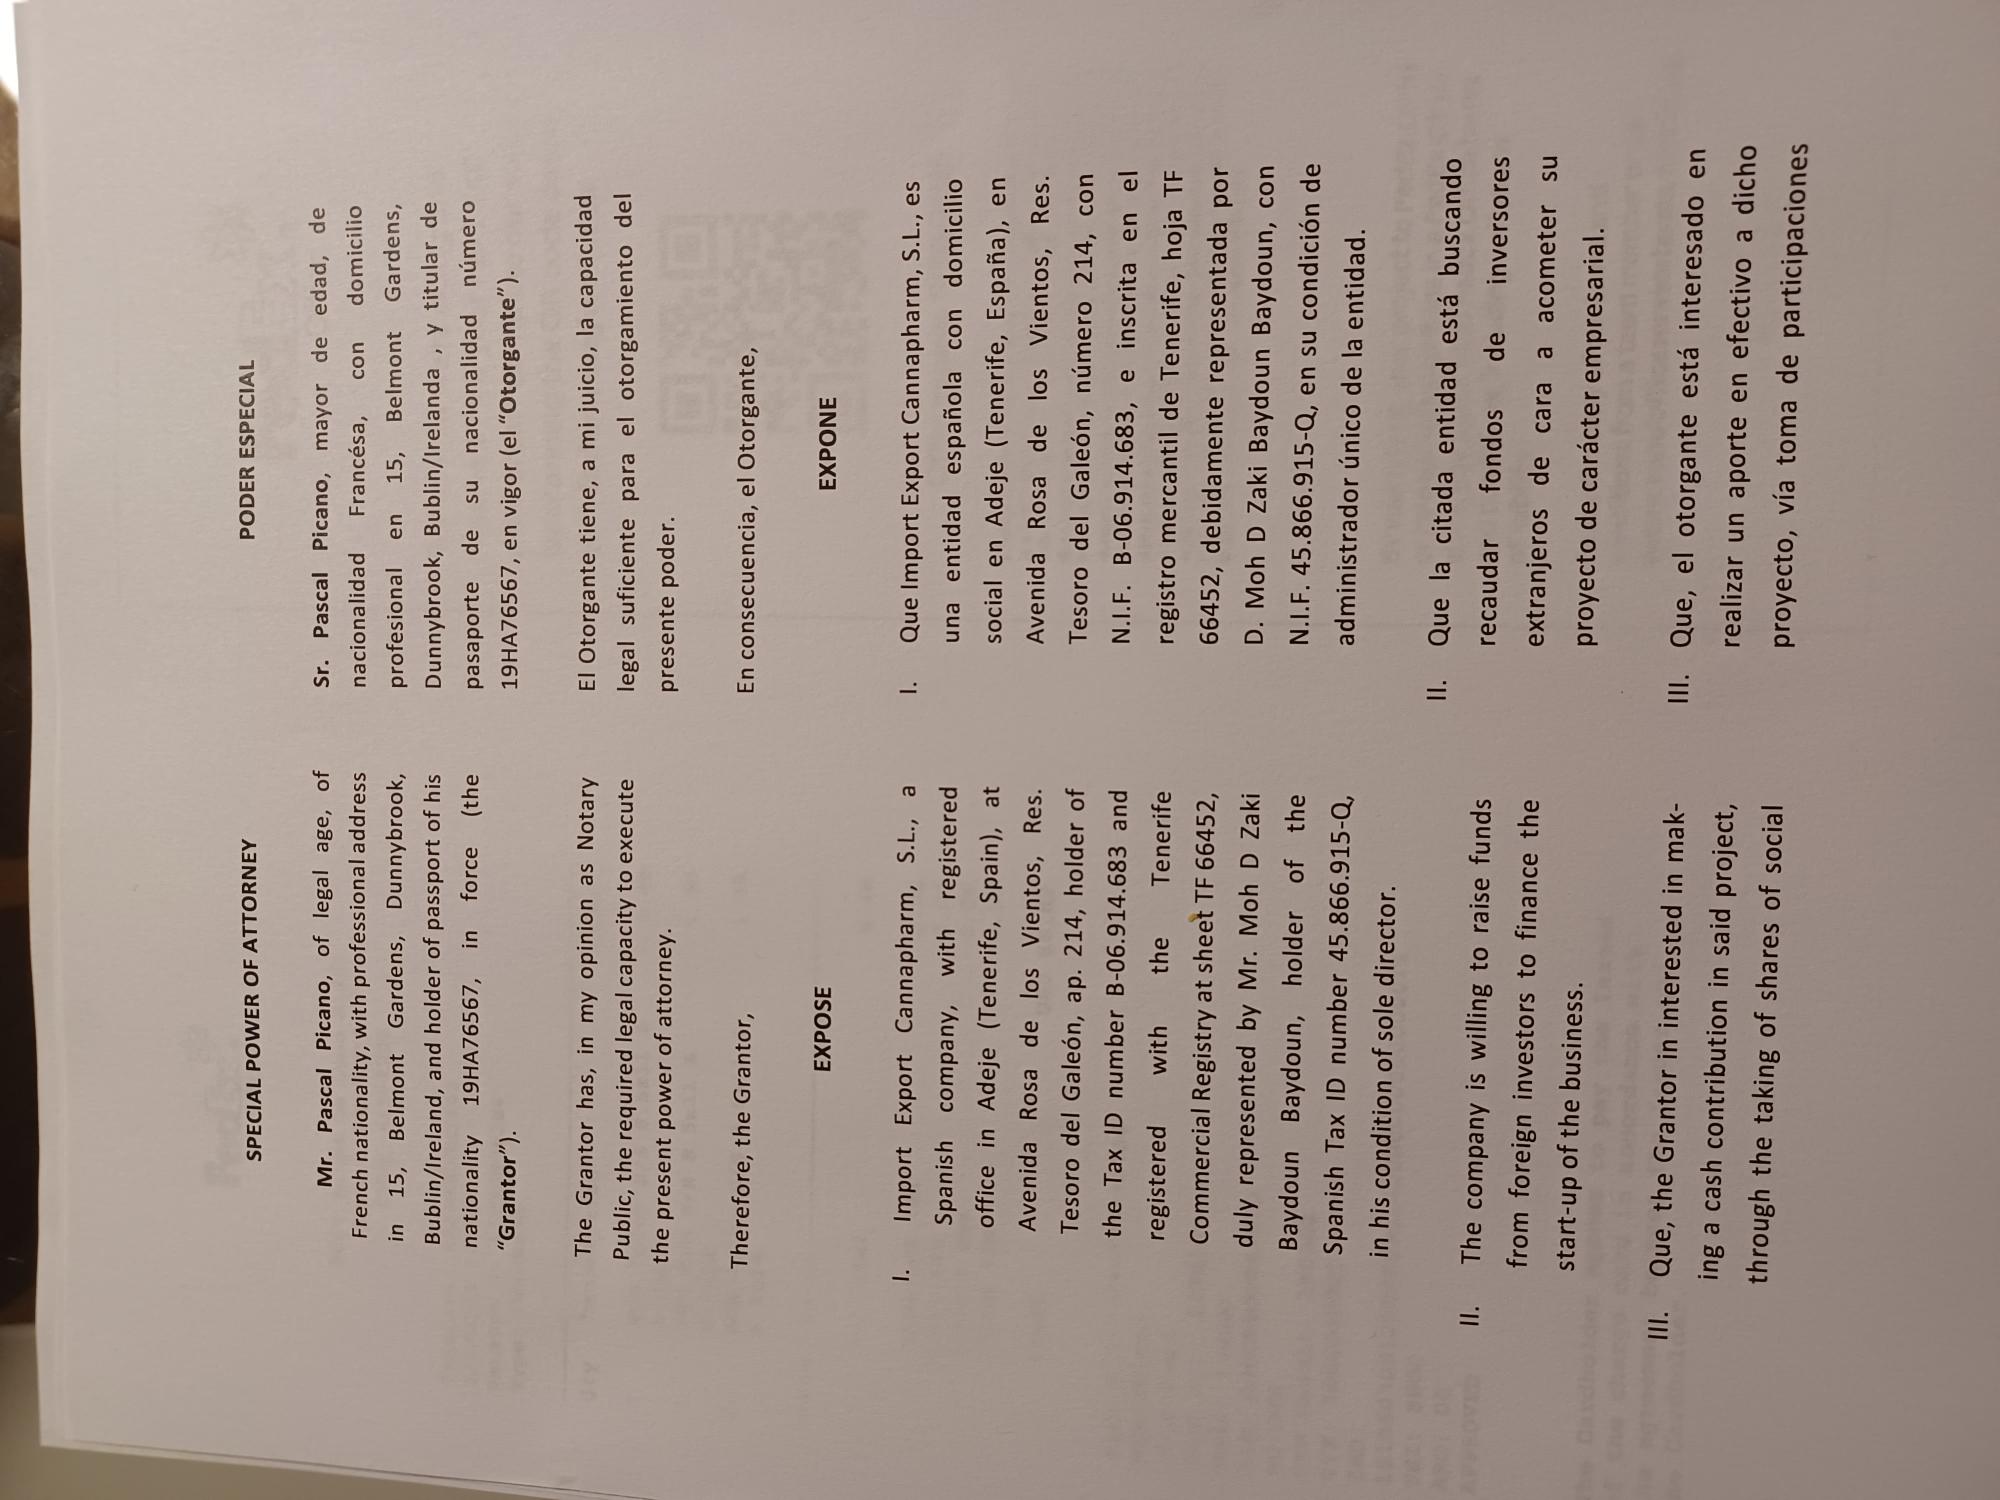 SPECIAL POWER OF ATTORNEY
Mr. Pascal Picano, of legal age, of
French nationality, with professional address
in 15, Belmont Gardens, Dunnybrook,
Bublin/Ireland, and holder of passport of his
nationality 19HA76567, in force (the
“Grantor”).
The Grantor has, in my opinion as Notary
Public, the required legal capacity to execute
the present power of attorney.
Therefore, the Grantor,
EXPOSE
I. Import Export Cannapharm, S.L., a
Spanish company, with registered
office in Adeje (Tenerife, Spain), at
Avenida Rosa de los Vientos, Res.
Tesoro del Galeón, ap. 214, holder of
the Tax ID number B-06.914.683 and
registered with the Tenerife
Commercial Registry at sheet TF 66452,
duly represented by Mr. Moh D Zaki
Baydoun Baydoun, holder of the
Spanish Tax ID number 45.866.915-Q,
in his condition of sole director.
II. The company is willing to raise funds
from foreign investors to finance the
start-up of the business.
III. Que, the Grantor in interested in mak-
ing a cash contribution in said project,
through the taking of shares of social
PODER ESPECIAL
Sr. Pascal Picano, mayor de edad, de
nacionalidad Francésa, con domicilio
profesional en 15, Belmont Gardens,
Dunnybrook, Bublin/Irelanda , y titular de
pasaporte de su nacionalidad número
19HA76567, en vigor (el “Otorgante”).
El Otorgante tiene, a mi juicio, la capacidad
legal suficiente para el otorgamiento del
presente poder.
En consecuencia, el Otorgante,
EXPONE
I. Que Import Export Cannapharm, S.L., es
una entidad española con domicilio
social en Adeje (Tenerife, España), en
Avenida Rosa de los Vientos, Res.
Tesoro del Galeón, número 214, con
N.I.F. B-06.914.683, e inscrita en el
registro mercantil de Tenerife, hoja TF
66452, debidamente representada por
D. Moh D Zaki Baydoun Baydoun, con
N.I.F. 45.866.915-Q, en su condición de
administrador único de la entidad.
II. Que la citada entidad está buscando
recaudar fondos de inversores
extranjeros de cara a acometer su
proyecto de carácter empresarial.
III. Que, el otorgante está interesado en
realizar un aporte en efectivo a dicho
proyecto, vía toma de participaciones